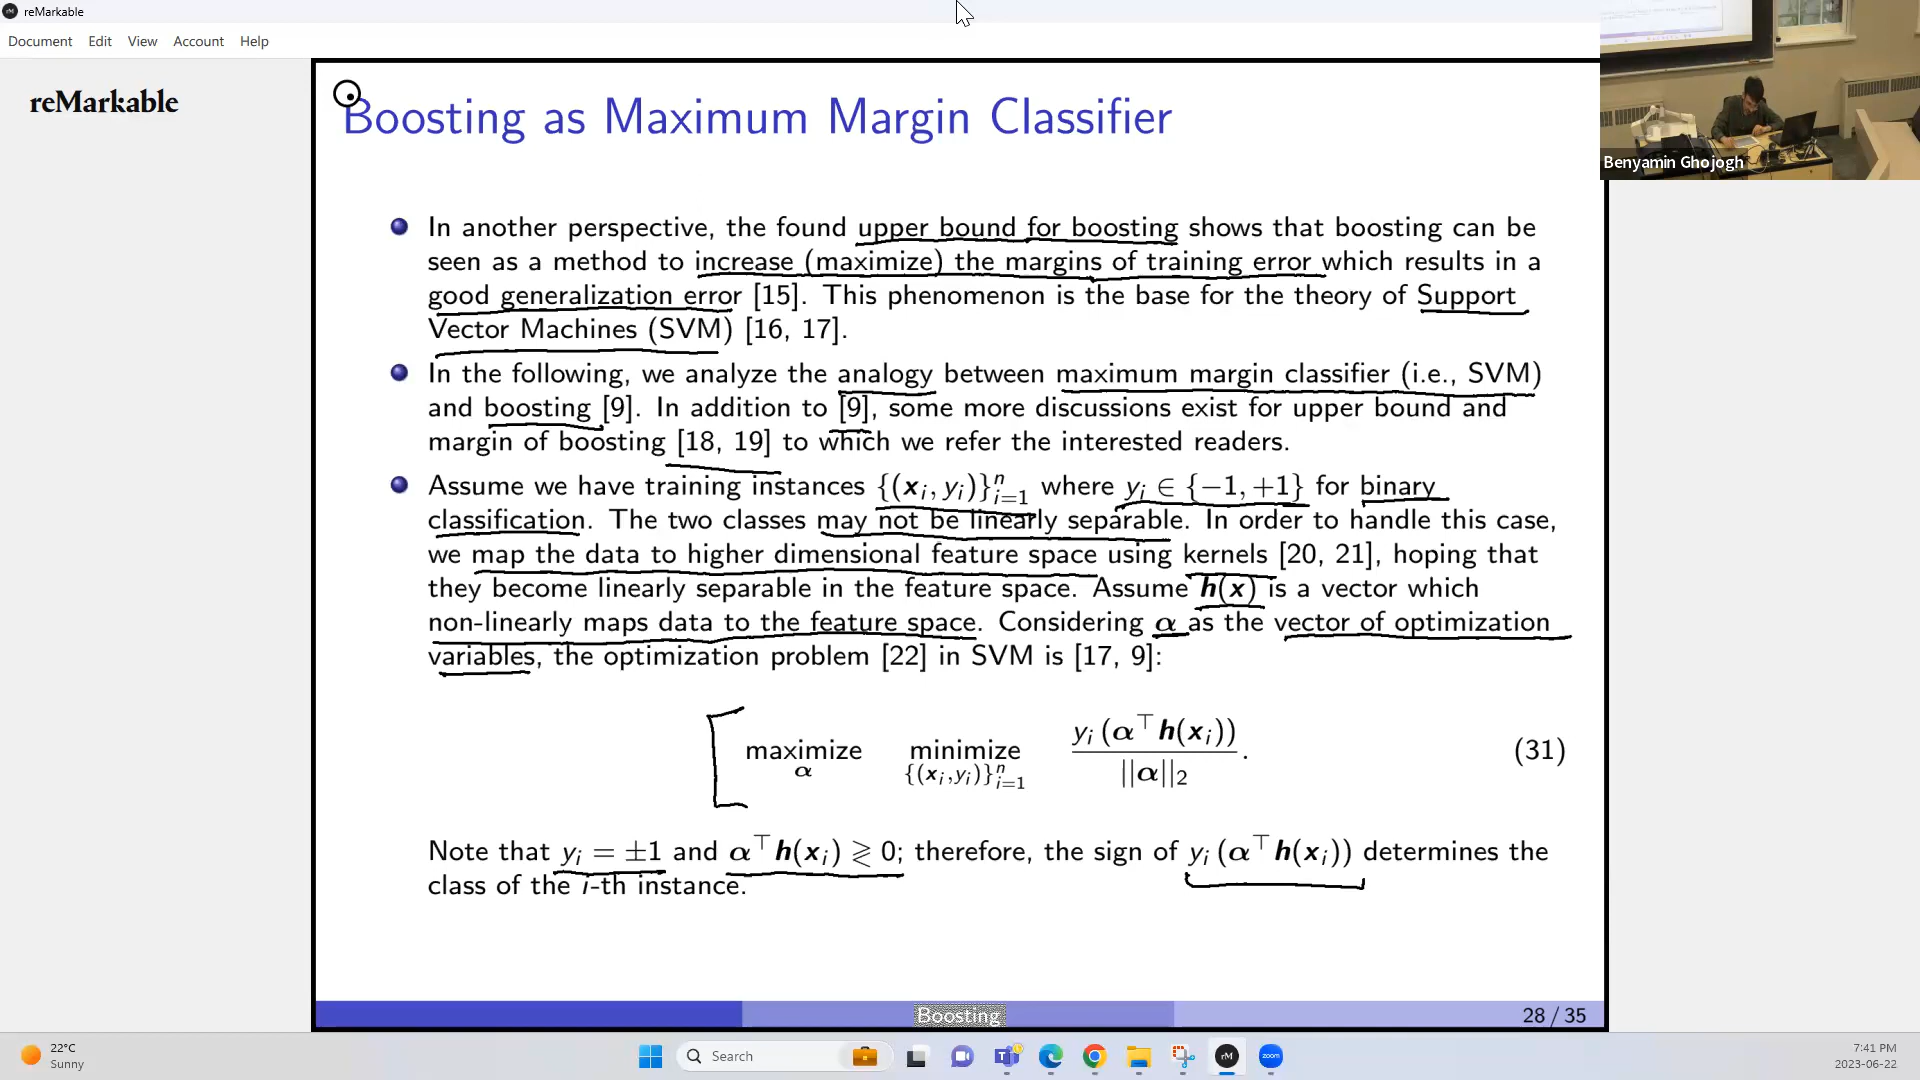 reMarkable
Document Edit View Account Help
reMarkable
Boosting as Maximum Margin Classifier
Benyamin Ghojogh
In another perspective, the found upper bound for boosting shows that boosting can be
seen as a method to increase (maximize) the margins of training error which results in a
good generalization error [15]. This phenomenon is the base for the theory of Support
Vector Machines (SVM) [16, 17].
In the following, we analyze the analogy between maximum margin classifier (i.e., SVM)
and boosting [9]. In addition to [9], some more discussions exist for upper bound and
margin of boosting [18, 19] to which we refer the interested readers.
Assume we have training instances {(x_i, y_i)}_{i=1}^n where y_i ∈ {−1, +1} for binary
classification. The two classes may not be linearly separable. In order to handle this case,
we map the data to higher dimensional feature space using kernels [20, 21], hoping that
they become linearly separable in the feature space. Assume h(x) is a vector which
non-linearly maps data to the feature space. Considering α as the vector of optimization
variables, the optimization problem [22] in SVM is [17, 9]:
maximize_α minimize_{{(x_i,y_i)}_{i=1}^n} y_i (α^⊤ h(x_i)) / ||α||_2 . (31)
Note that y_i = ±1 and α^⊤ h(x_i) ≷ 0; therefore, the sign of y_i (α^⊤ h(x_i)) determines the
class of the i-th instance.
Boosting 28 / 35
22°C
Sunny
Search
7:41 PM
2023-06-22
rM
zoom